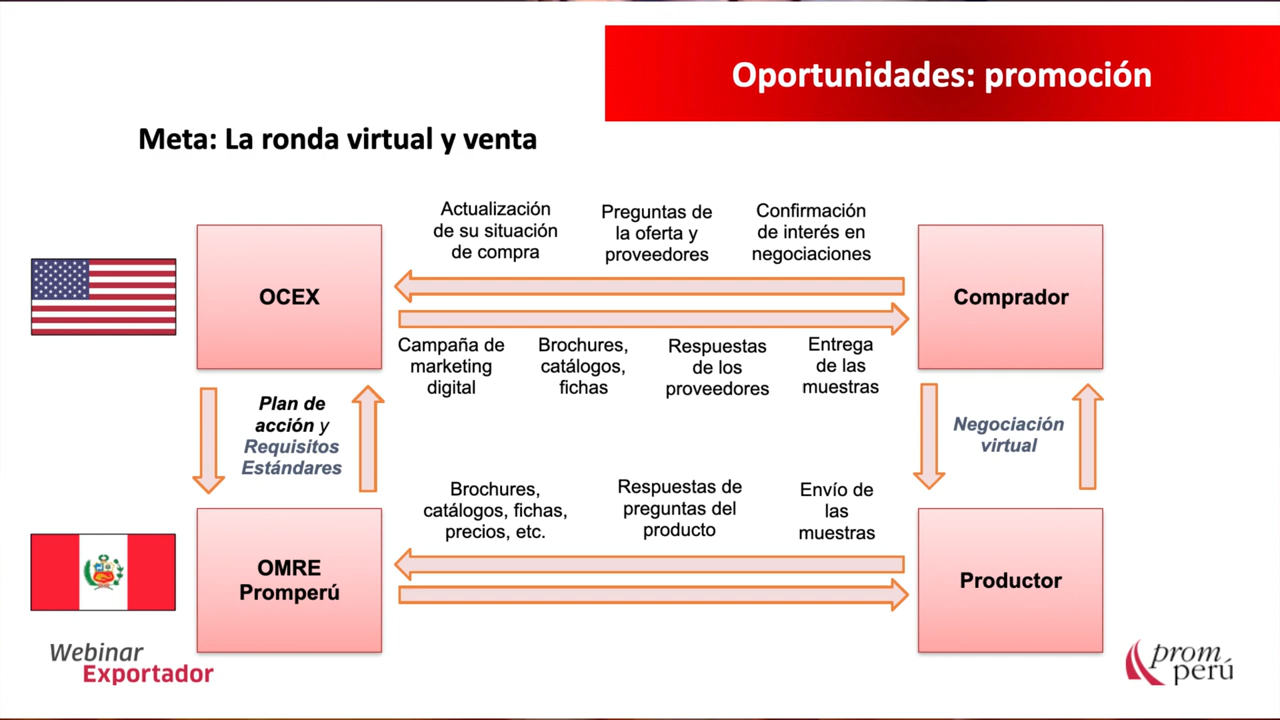 Oportunidades: promoción
Meta: La ronda virtual y venta
Actualización
de su situación
de compra
Preguntas de
la oferta y
proveedores
Confirmación
de interés en
negociaciones
OCEX
Comprador
Campaña de
marketing
digital
Brochures,
catálogos,
fichas
Respuestas
de los
proveedores
Entrega
de las
muestras
Plan de
acción y
Requisitos
Estándares
Negociación
virtual
Brochures,
catálogos, fichas,
precios, etc.
Respuestas de
preguntas del
producto
Envío de
las
muestras
OMRE
Promperú
Productor
Webinar
Exportador
prom
perú